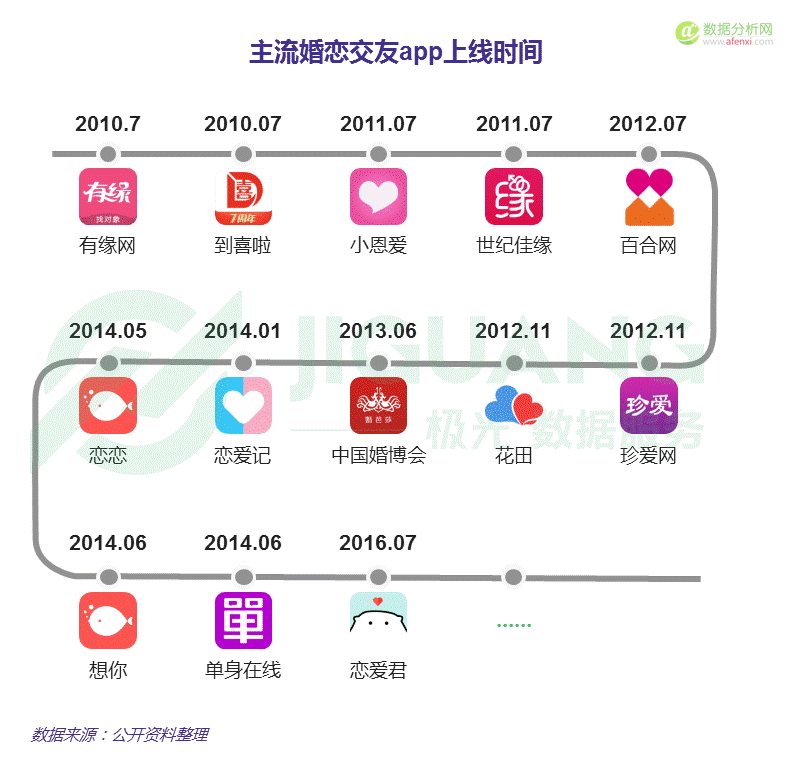 数据分析网
www.afenxi.com
主流婚恋交友app上线时间
2010.7 2010.07 2011.07 2011.07 2012.07
有缘
找对象
喜
7周年
缘
有缘网 到喜啦 小恩爱 世纪佳缘 百合网
JIGUANG
极光 数据服务
2014.05 2014.01 2013.06 2012.11 2012.11
珍爱
恋恋 恋爱记 中国婚博会 花田 珍爱网
2014.06 2014.06 2016.07
單
想你 单身在线 恋爱君
......
数据来源：公开资料整理